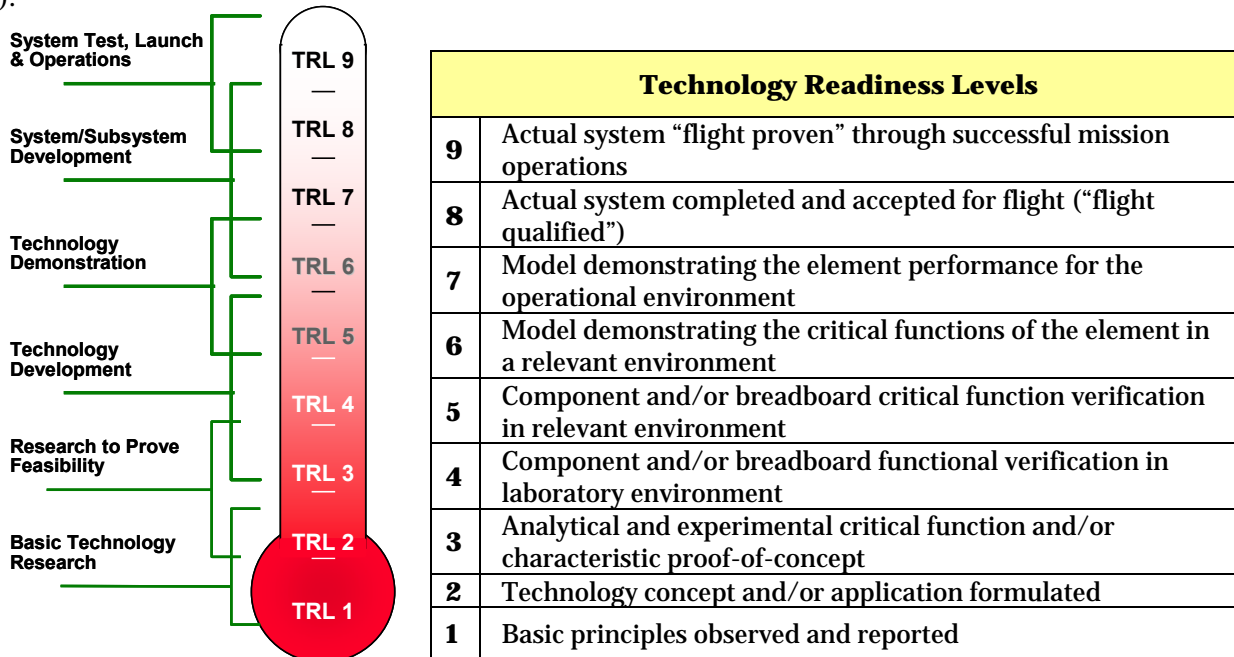 ).
System Test, Launch
& Operations
System/Subsystem
Development
Technology
Demonstration
Technology
Development
Research to Prove
Feasibility
Basic Technology
Research
TRL 9
TRL 8
TRL 7
TRL 6
TRL 5
TRL 4
TRL 3
TRL 2
TRL 1
Technology Readiness Levels
9 Actual system “flight proven” through successful mission
operations
8 Actual system completed and accepted for flight (“flight
qualified”)
7 Model demonstrating the element performance for the
operational environment
6 Model demonstrating the critical functions of the element in
a relevant environment
5 Component and/or breadboard critical function verification
in relevant environment
4 Component and/or breadboard functional verification in
laboratory environment
3 Analytical and experimental critical function and/or
characteristic proof-of-concept
2 Technology concept and/or application formulated
1 Basic principles observed and reported